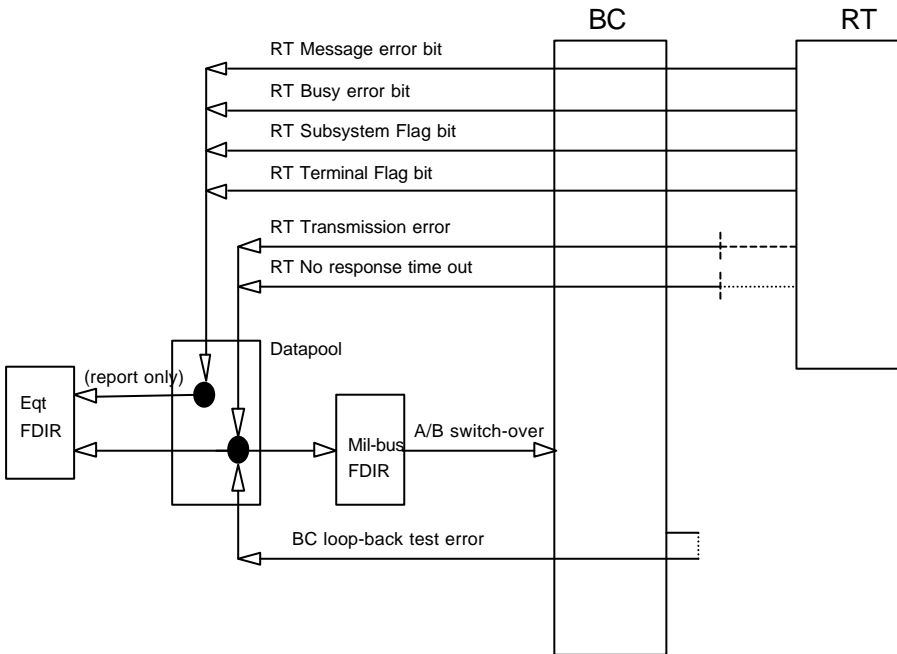 BC
RT
RT Message error bit
RT Busy error bit
RT Subsystem Flag bit
RT Terminal Flag bit
RT Transmission error
RT No response time out
Datapool
(report only)
Eqt
FDIR
Mil-bus
FDIR
A/B switch-over
BC loop-back test error